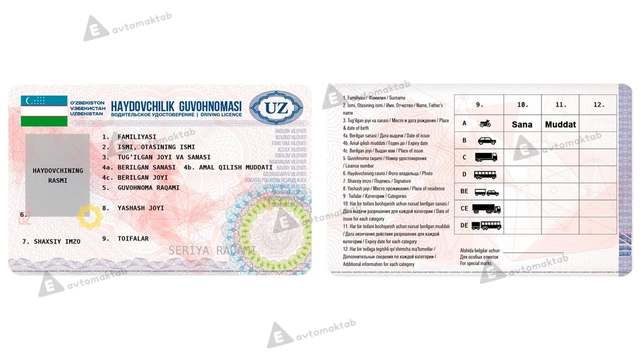 avtomaktab
O'ZBEKISTON
УЗБЕКИСТАН
UZBEKISTAN
HAYDOVCHILIK GUVOHNOMASI
ВОДИТЕЛЬСКОЕ УДОСТОВЕРЕНИЕ | DRIVING LICENCE
UZ
HAYDOVCHINING
RASMI
1. FAMILIYASI
2. ISMI, OTASINING ISMI
3. TUG'ILGAN JOYI VA SANASI
4a. BERILGAN SANASI 4b. AMAL QILISH MUDDATI
4c. BERILGAN JOYI
5. GUVOHNOMA RAQAMI
6.
8. YASHASH JOYI
7. SHAXSIY IMZO
9. TOIFALAR
SERIYA RAQAMI
avtomaktab
avtomaktab
avtomaktab
1. Familiyasi / Фамилия / Surname
2. Ismi, Otasining ismi / Имя, Отчество / Name, Father's
name
3. Tug'ilgan joyi va sanasi / Место и дата рождения / Place
& date of birth
4a. Berilgan sanasi / Дата выдачи / Date of issue
4b. Amal qilish muddati / Годен до / Expiry date
4c. Berilgan joyi / Выдан / Place of issue
5. Guvohnoma raqami / Номер удостоверения
/ License number
6. Haydovchining rasmi / Фото владельца / Photo
7. Shaxsiy imzo / Подпись / Signature
8. Yashash joyi / Место проживания / Place of residence
9. Toifalar / Категории / Categories
10. Har bir toifani boshqarish uchun ruxsat berilgan sanasi
/ Дата выдачи разрешения для каждой категории / Date of
issue for each category
11. Har bir toifani boshqarish uchun ruxsat berilgan muddati
/ Дата окончания действия разрешения для каждой
категории / Expiry date for each category
12. Har bir toifaga tegishli qo'shimcha ma'lumotlar /
Дополнительные сведения по каждой категории /
Additional information for each category
9. 10. 11. 12.
A Sana Muddat
B
C
D
BE
CE
DE
Alohida belgilar uchun
Для особых отметок
For special marks
avtomaktab
avtomaktab
avtomaktab
avtomaktab